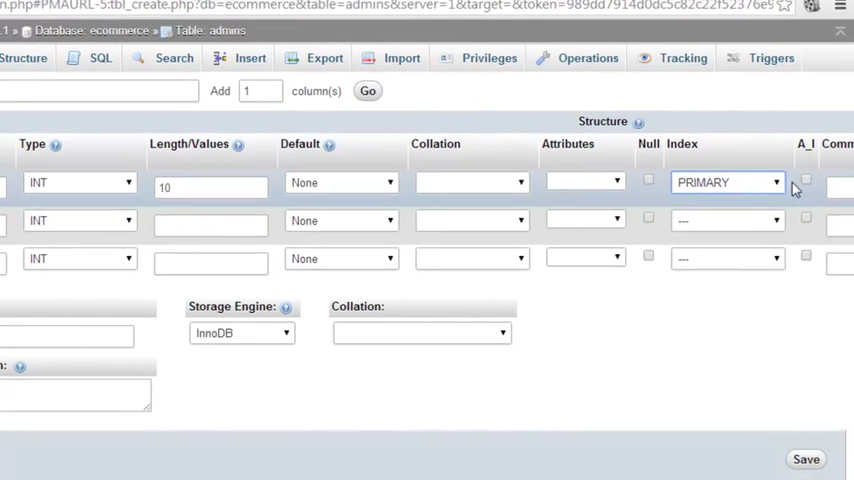 n.php#PMAURL-5:tbl_create.php?db=ecommerce&table=admins&server=1&target=&token=989dd7914d0dc5c82c22f52376e9
.1 » Database: ecommerce » Table: admins
Structure SQL Search Insert Export Import Privileges Operations Tracking Triggers
Add 1 column(s) Go
Structure
Type Length/Values Default Collation Attributes Null Index A_I Comm
INT 10 None PRIMARY
INT None ---
INT None ---
Storage Engine: Collation:
InnoDB
n:
Save